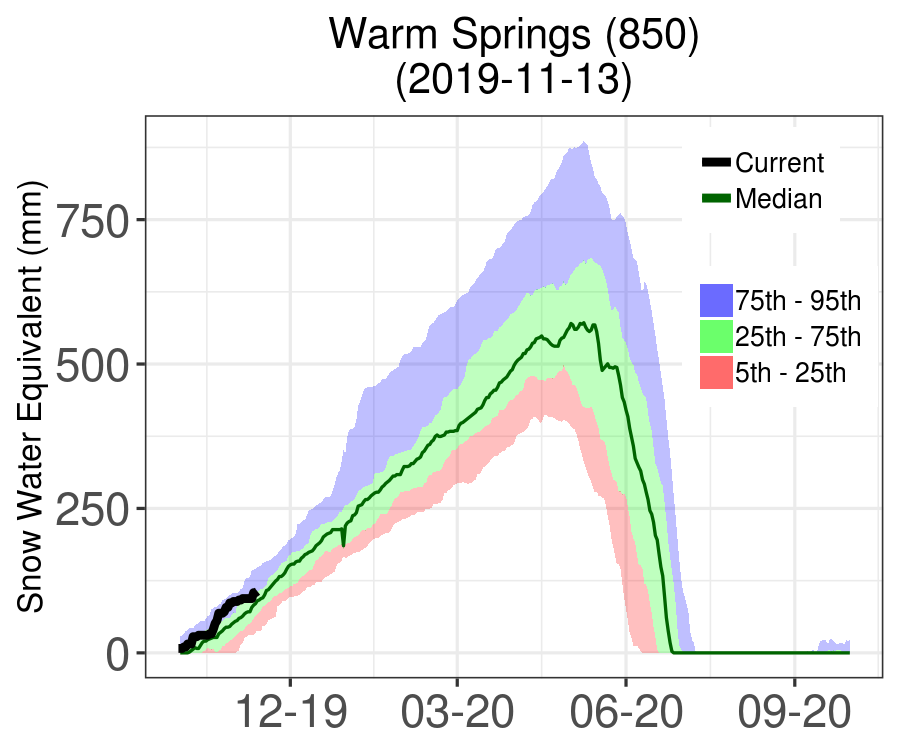 Warm Springs (850)
(2019-11-13)
Snow Water Equivalent (mm)
750
500
250
0
12-19
03-20
06-20
09-20
Current
Median
75th - 95th
25th - 75th
5th - 25th